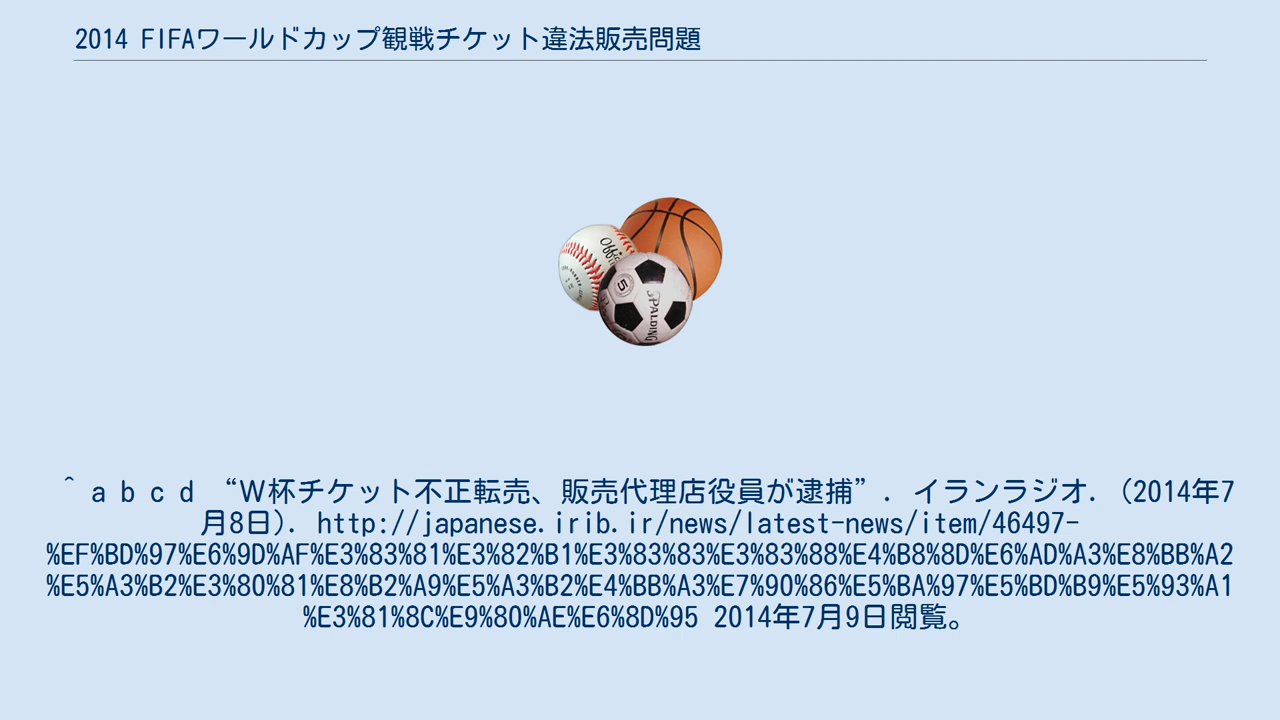 2014 FIFAワールドカップ観戦チケット違法販売問題
Offic
5
SPALDING
^ a b c d “W杯チケット不正転売、販売代理店役員が逮捕”. イランラジオ. (2014年7
月8日). http://japanese.irib.ir/news/latest-news/item/46497-
%EF%BD%97%E6%9D%AF%E3%83%81%E3%82%B1%E3%83%83%E3%83%88%E4%B8%8D%E6%AD%A3%E8%BB%A2
%E5%A3%B2%E3%80%81%E8%B2%A9%E5%A3%B2%E4%BB%A3%E7%90%86%E5%BA%97%E5%BD%B9%E5%93%A1
%E3%81%8C%E9%80%AE%E6%8D%95 2014年7月9日閲覧。